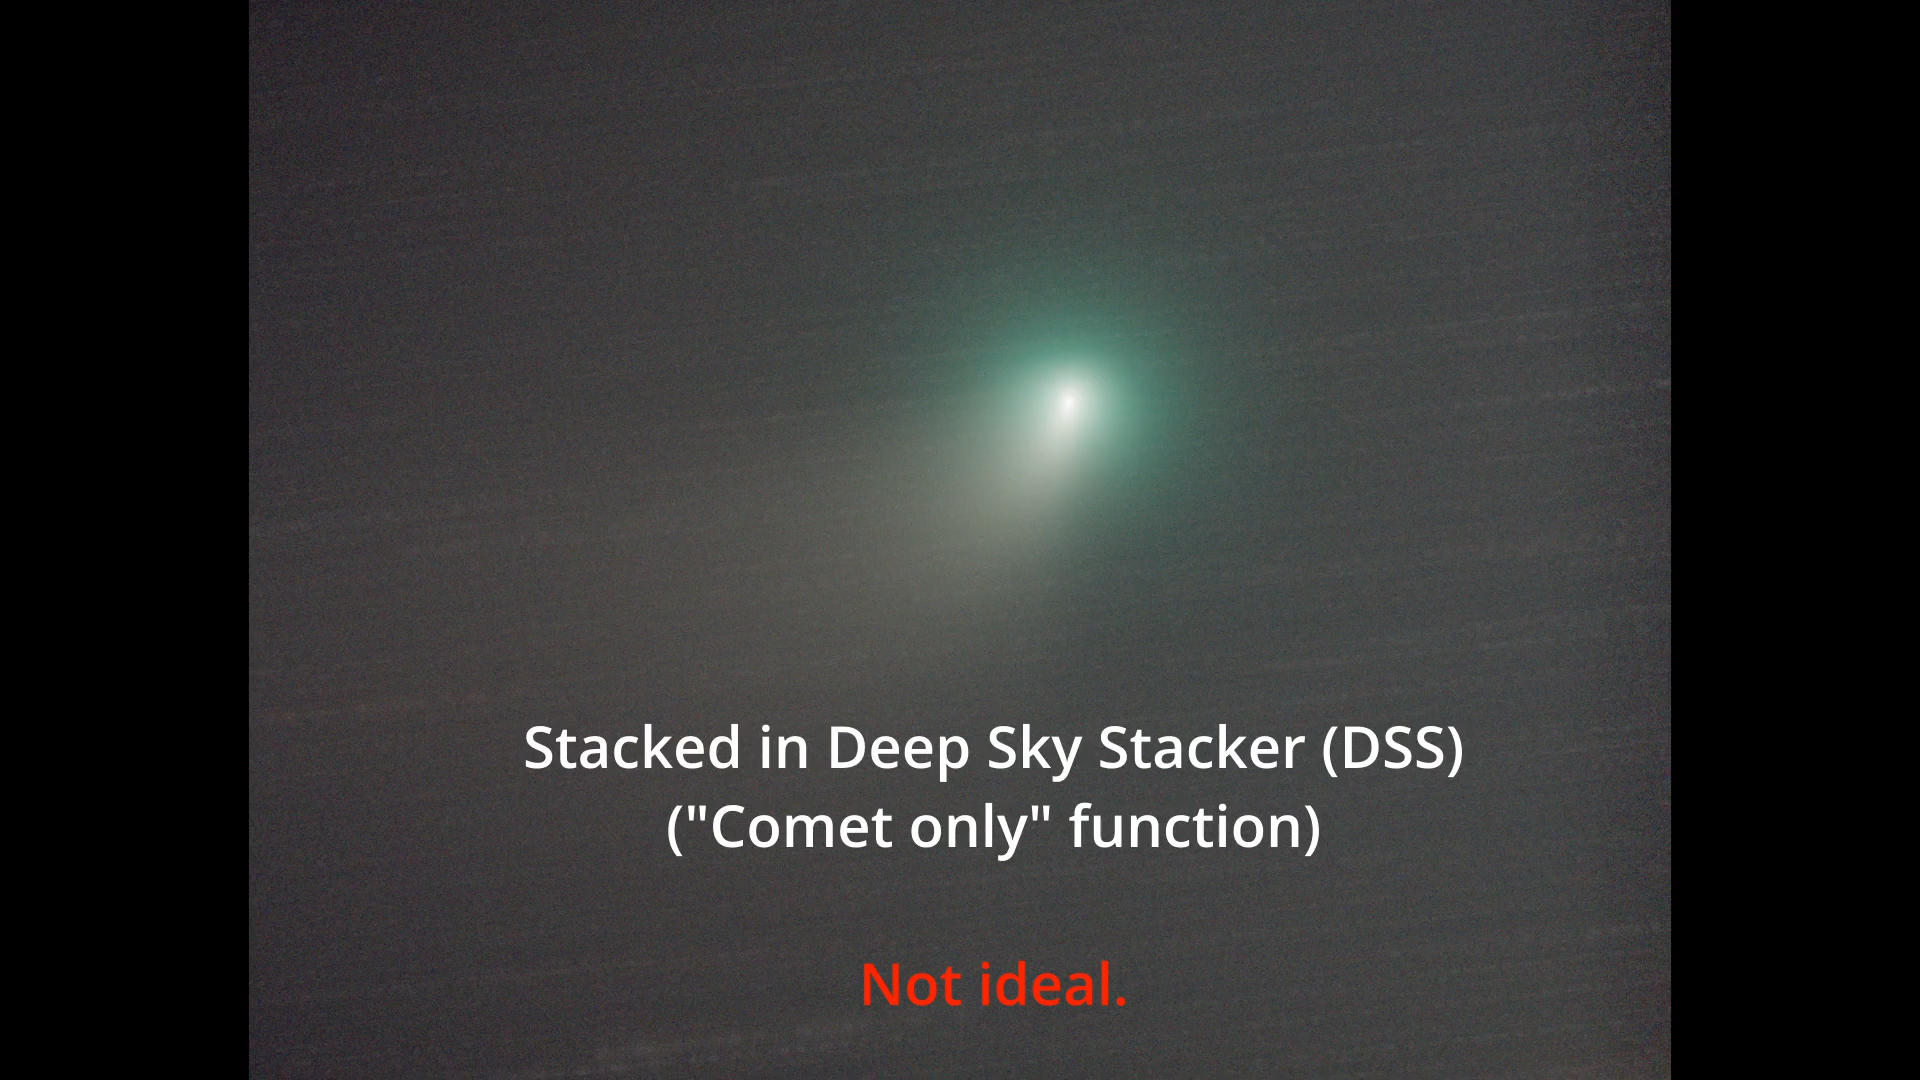 Stacked in Deep Sky Stacker (DSS)
("Comet only" function)
Not ideal.